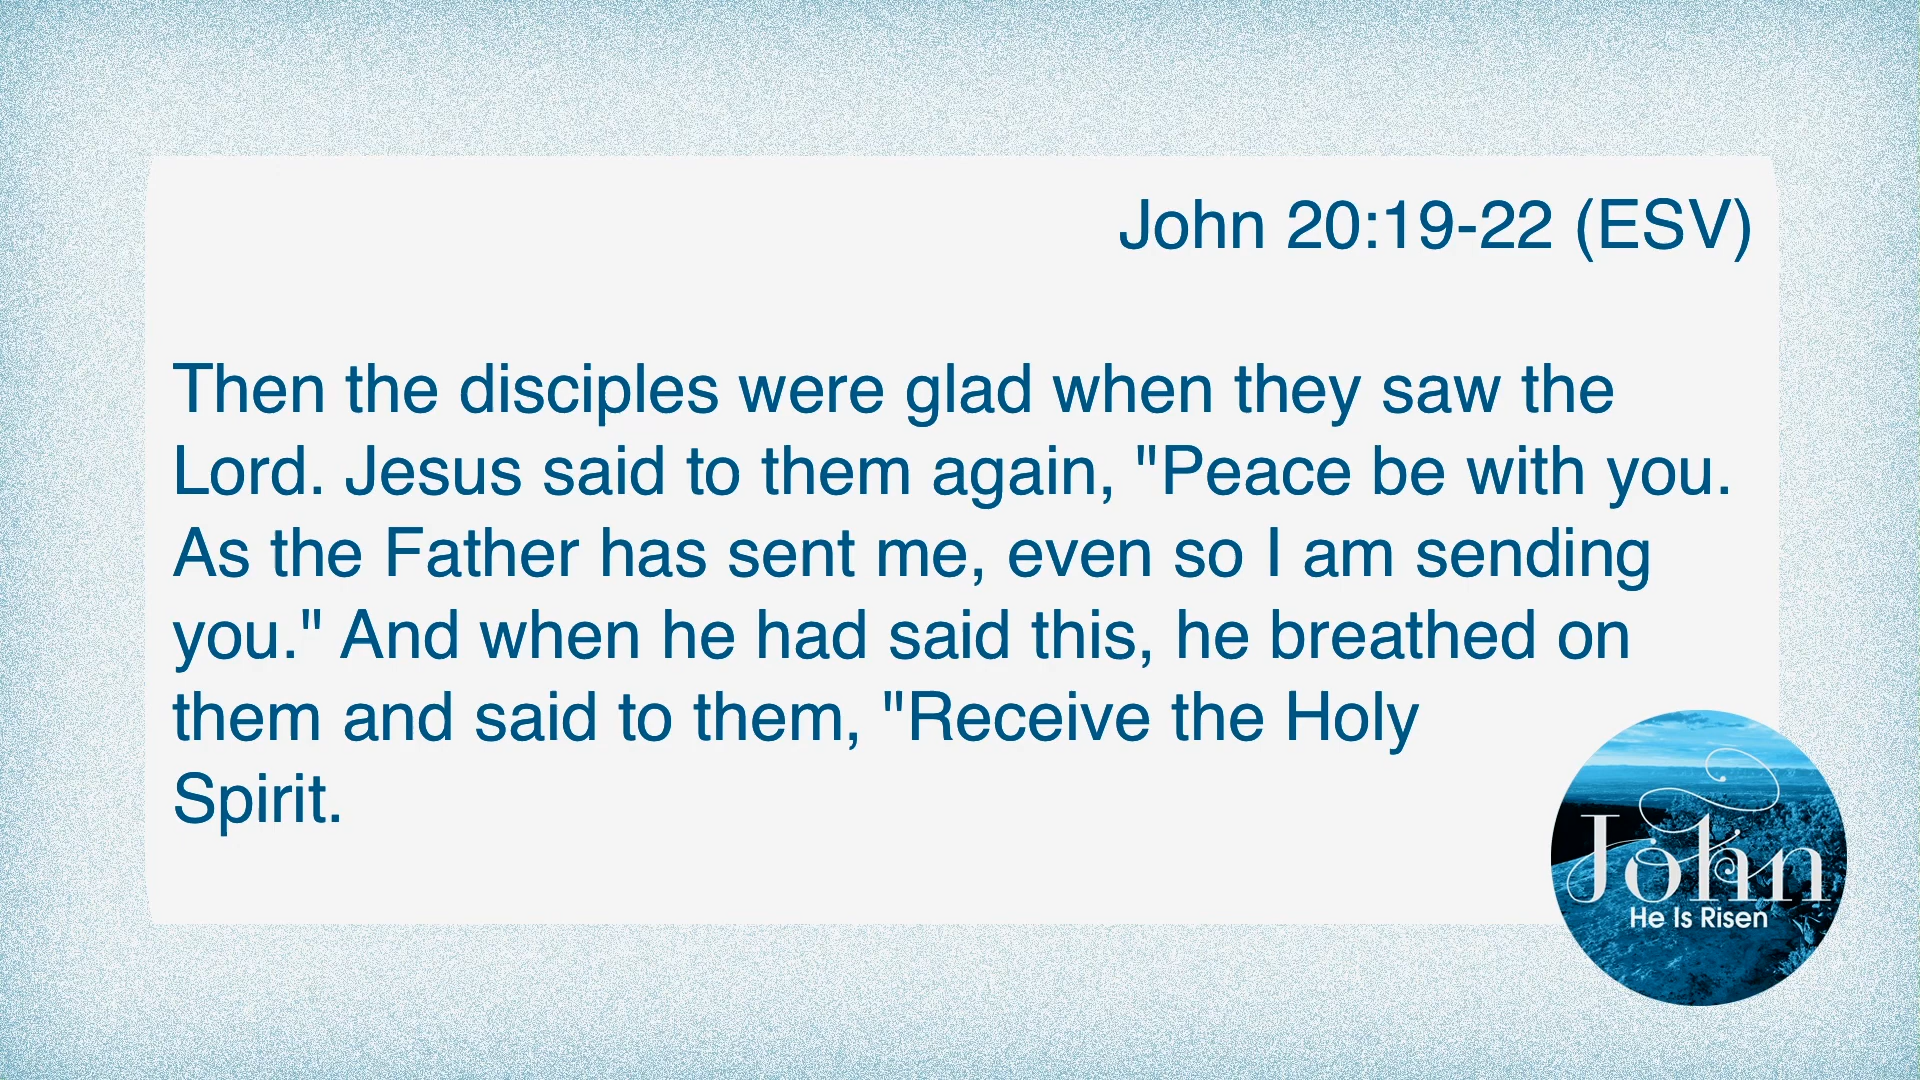 John 20:19-22 (ESV)
Then the disciples were glad when they saw the
Lord. Jesus said to them again, "Peace be with you.
As the Father has sent me, even so I am sending
you." And when he had said this, he breathed on
them and said to them, "Receive the Holy
Spirit.
John
He Is Risen